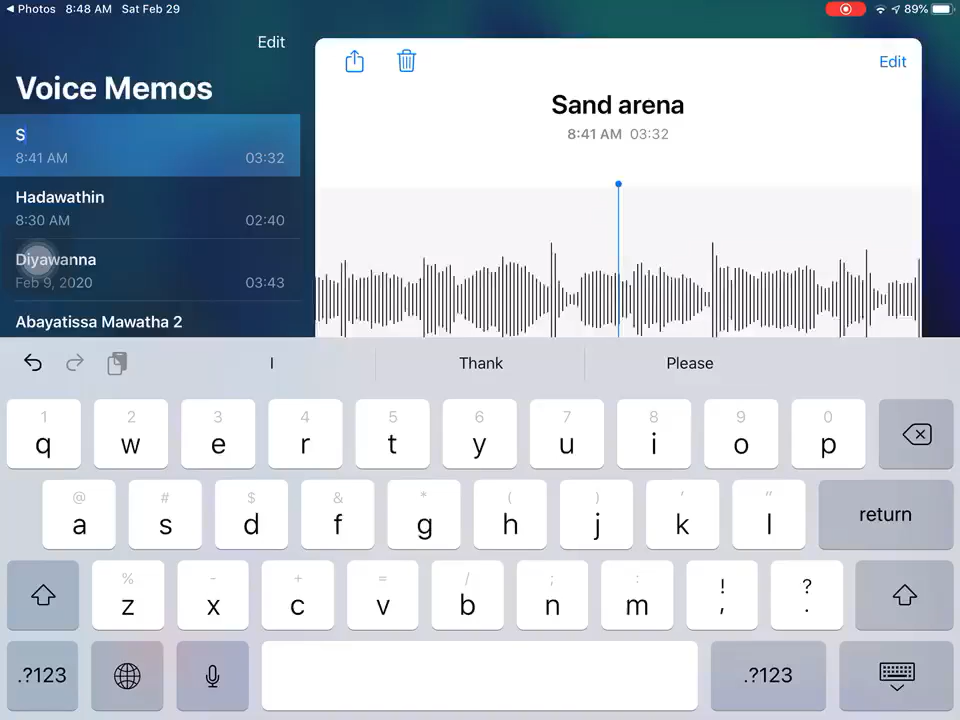 ◀ Photos 8:48 AM Sat Feb 29 89%
Edit
Voice Memos
S
8:41 AM 03:32
Hadawathin
8:30 AM 02:40
Diyawanna
Feb 9, 2020 03:43
Abayatissa Mawatha 2
Edit
Sand arena
8:41 AM 03:32
I Thank Please
1 2 3 4 5 6 7 8 9 0
q w e r t y u i o p
@ # $ & * ( ) ' "
a s d f g h j k l return
% - + = / ; : ! ?
z x c v b n m , .
.?123 .?123